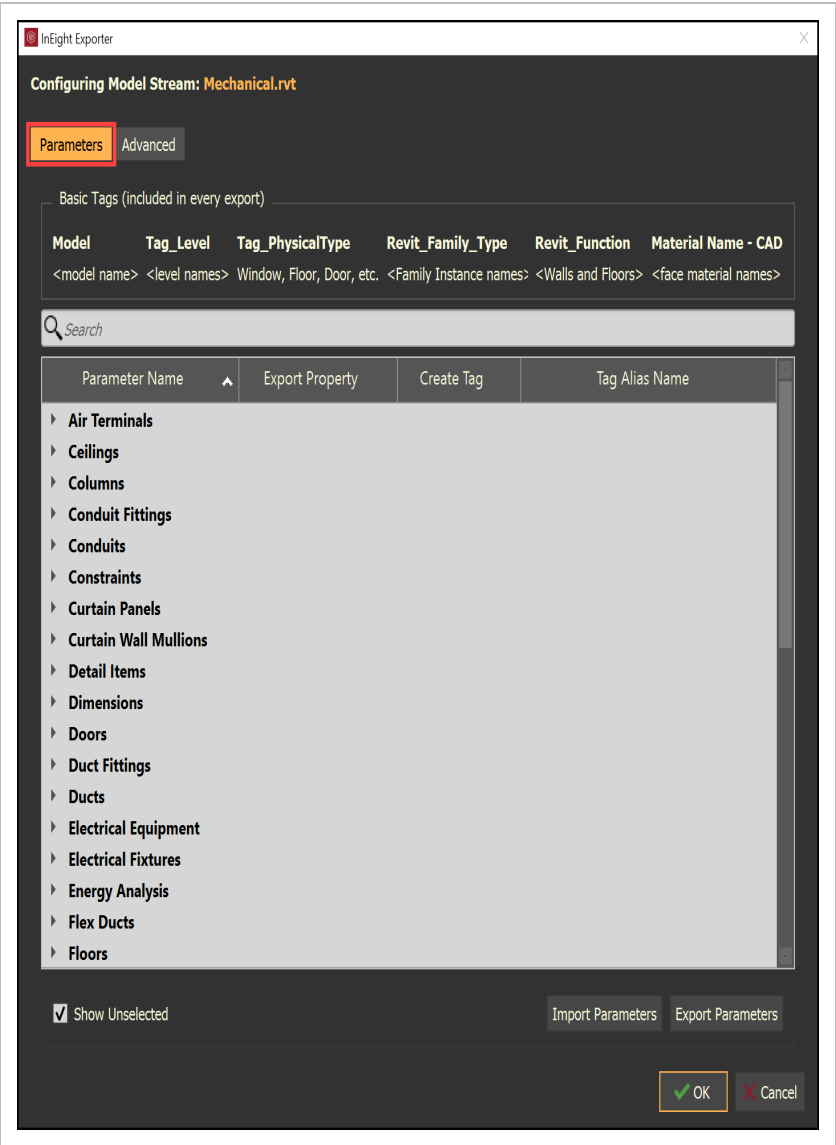 InEight Exporter
Configuring Model Stream: Mechanical.rvt
Parameters Advanced
Basic Tags (included in every export)
Model Tag_Level Tag_PhysicalType Revit_Family_Type Revit_Function Material Name - CAD
<model name> <level names> Window, Floor, Door, etc. <Family Instance names> <Walls and Floors> <face material names>
Search
Parameter Name Export Property Create Tag Tag Alias Name
Air Terminals
Ceilings
Columns
Conduit Fittings
Conduits
Constraints
Curtain Panels
Curtain Wall Mullions
Detail Items
Dimensions
Doors
Duct Fittings
Ducts
Electrical Equipment
Electrical Fixtures
Energy Analysis
Flex Ducts
Floors
Show Unselected Import Parameters Export Parameters
OK Cancel